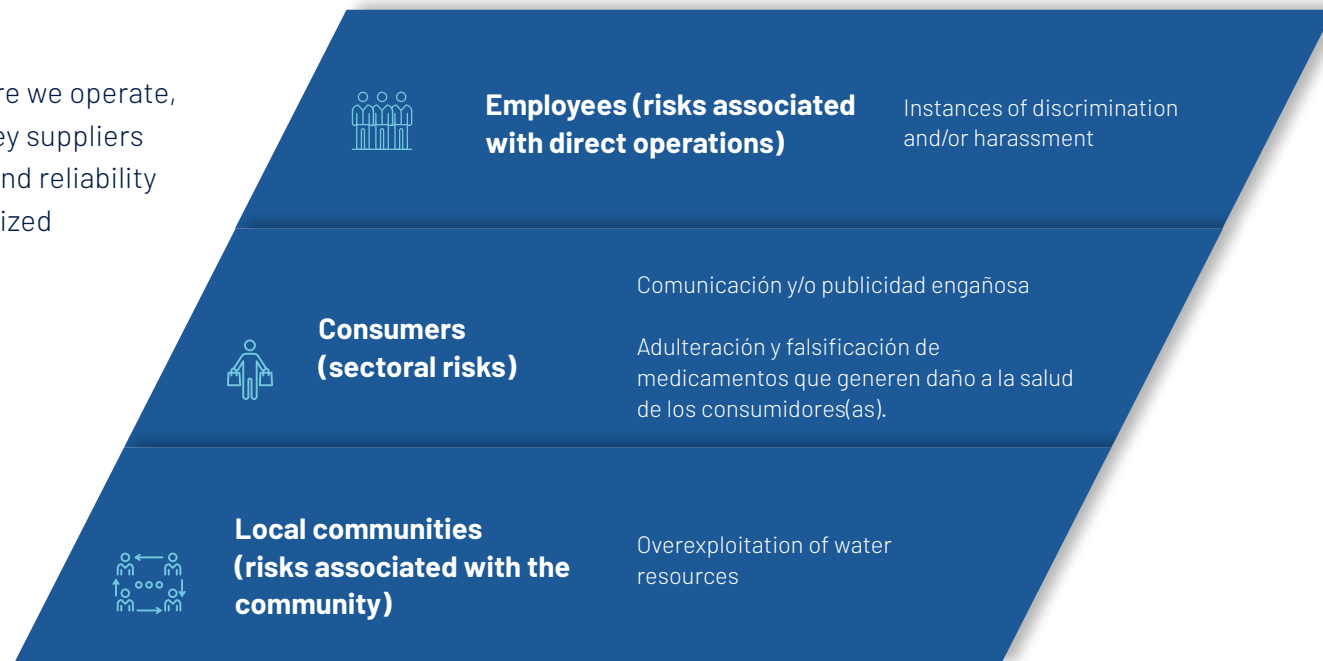 re we operate,
ey suppliers
nd reliability
ized
Employees (risks associated
with direct operations)
Instances of discrimination
and/or harassment
Consumers
(sectoral risks)
Comunicación y/o publicidad engañosa
Adulteración y falsificación de
medicamentos que generen daño a la salud
de los consumidores(as).
Local communities
(risks associated with the
community)
Overexploitation of water
resources